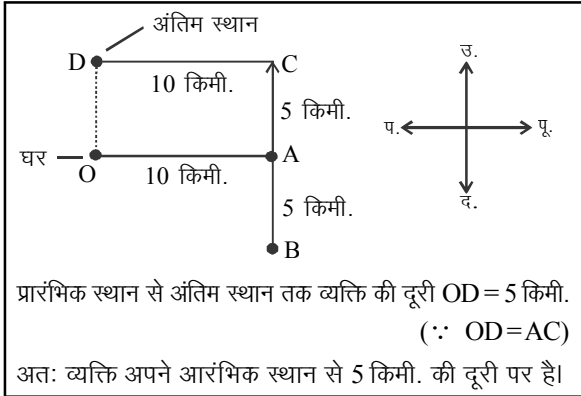 अंतिम स्थान
D
C
10 किमी.
5 किमी.
घर
O
A
10 किमी.
5 किमी.
B
उ.
प.
पू.
द.
प्रारंभिक स्थान से अंतिम स्थान तक व्यक्ति की दूरी OD = 5 किमी.
(∵ OD=AC)
अतः व्यक्ति अपने आरंभिक स्थान से 5 किमी. की दूरी पर है।